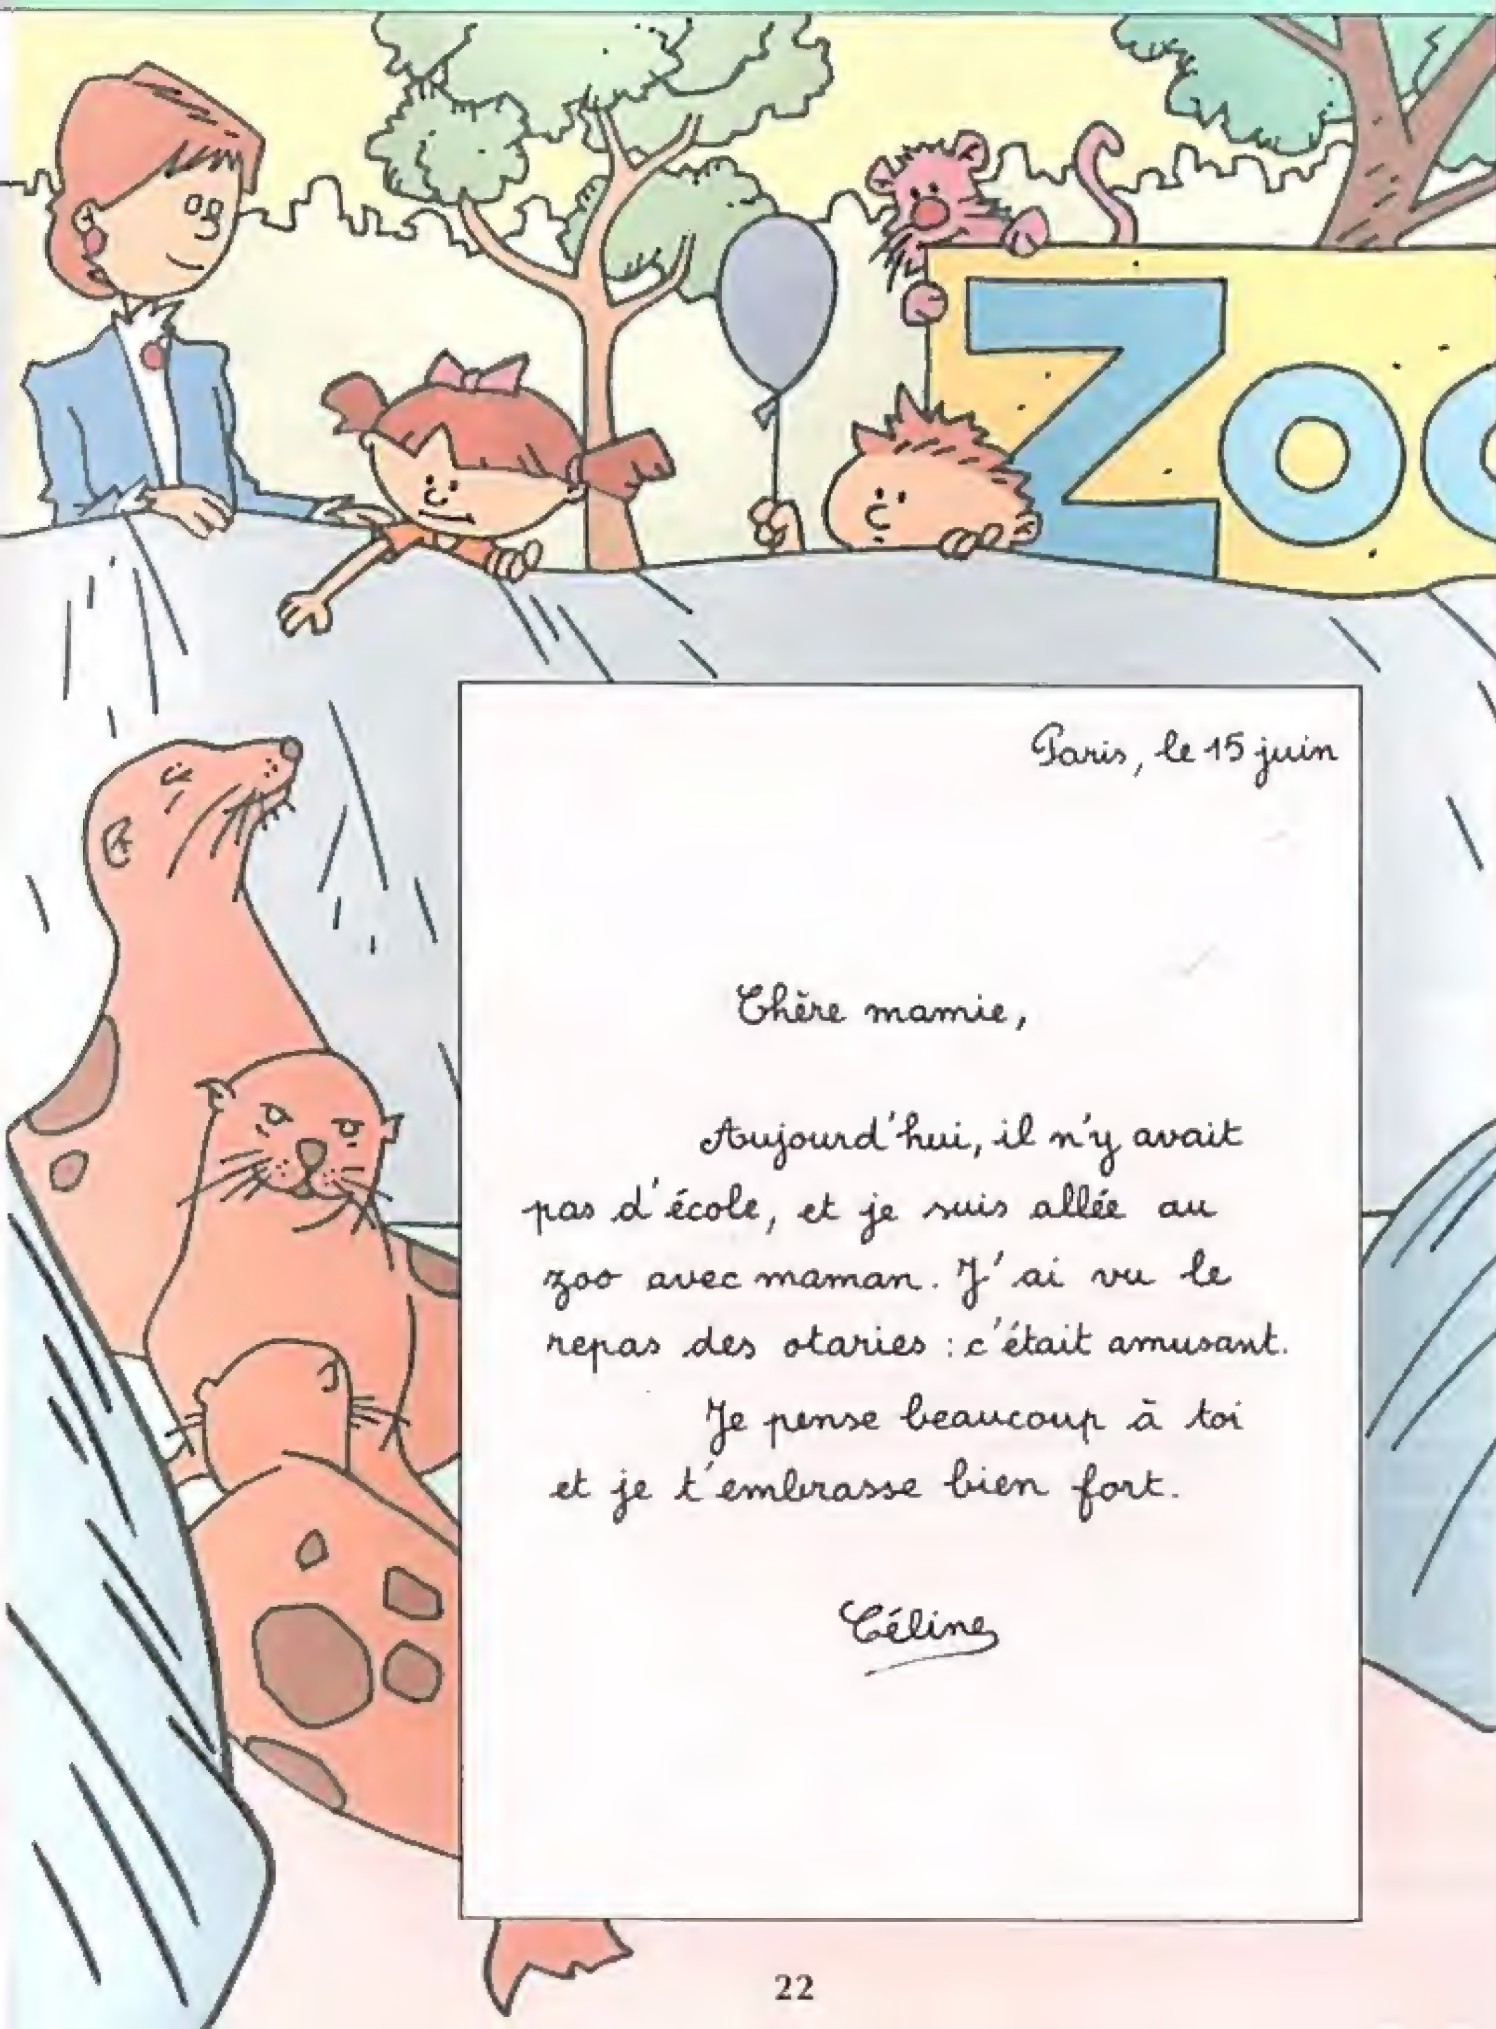 Zoo
Paris, le 15 juin
Chère mamie,
Aujourd'hui, il n'y avait
pas d'école, et je suis allée au
zoo avec maman. J'ai vu le
repas des otaries : c'était amusant.
Je pense beaucoup à toi
et je t'embrasse bien fort.
Céline
22